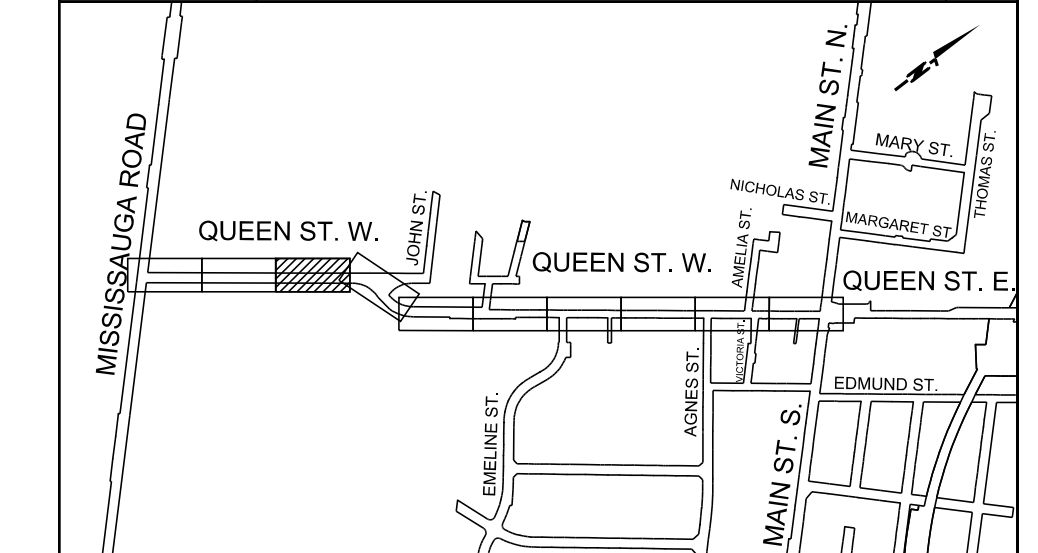 MISSISSAUGA ROAD
QUEEN ST. W.
JOHN ST.
QUEEN ST. W.
NICHOLAS ST.
AMELIA ST.
MAIN ST. N.
N
MARY ST.
THOMAS ST.
MARGARET ST.
QUEEN ST. E.
VICTORIA ST.
AGNES ST.
EDMUND ST.
EMELINE ST.
MAIN ST. S.